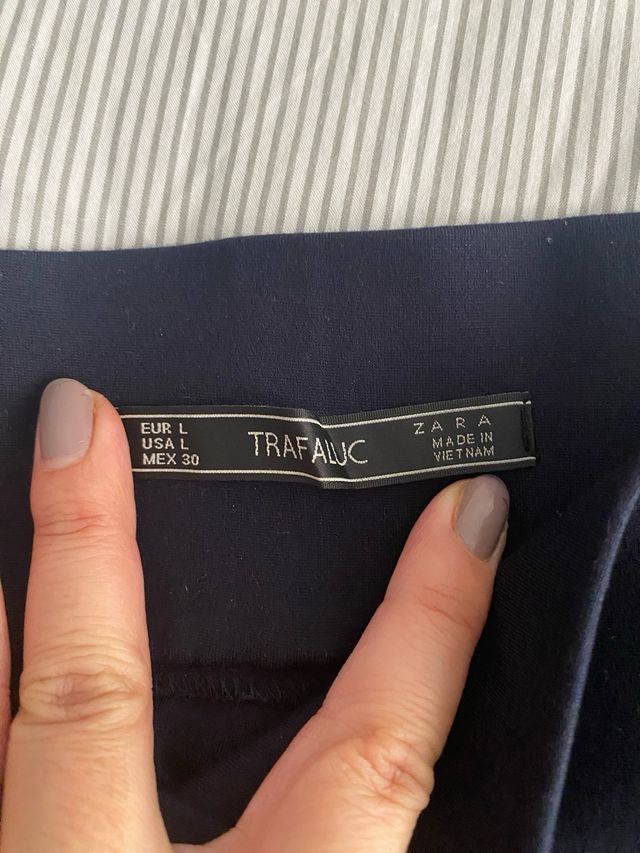 EUR L
USA L
MEX 30
TRAFALUC
ZARA
MADE IN
VIETNAM